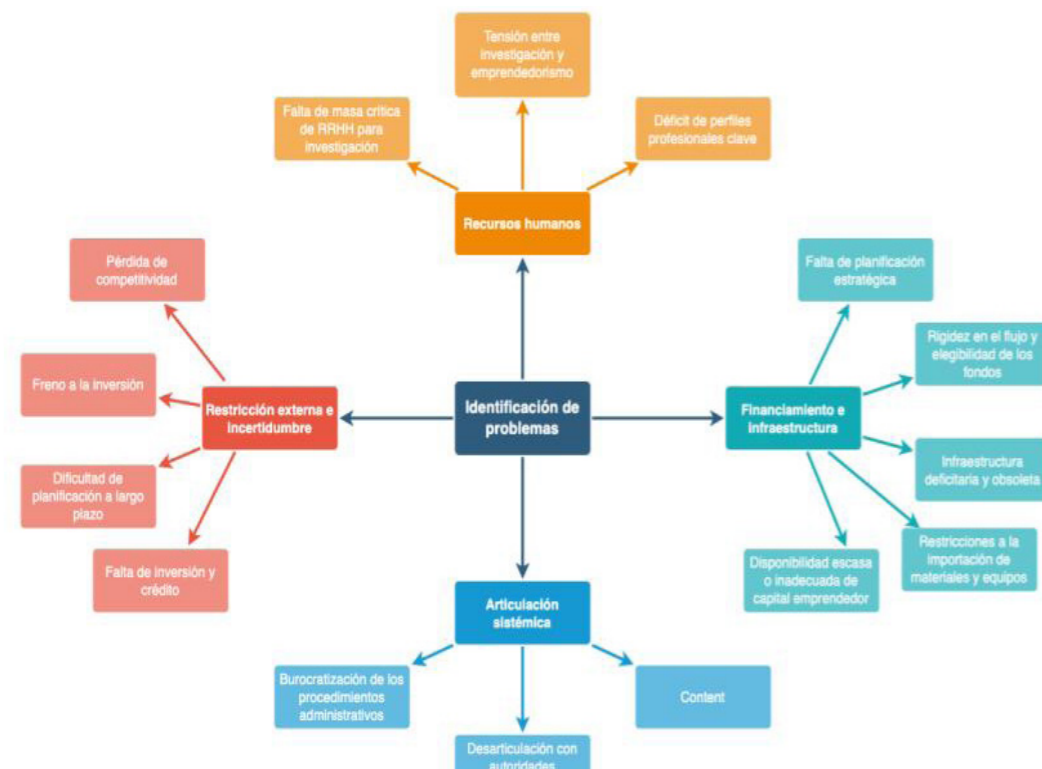 Tensión entre
investigación y
emprendedorismo
Falta de masa crítica
de RRHH para
investigación
Déficit de perfiles
profesionales clave
Recursos humanos
Pérdida de
competitividad
Freno a la inversión
Dificultad de
planificación a largo
plazo
Falta de inversión y
crédito
Restricción externa e
incertidumbre
Identificación de
problemas
Financiamiento e
infraestructura
Falta de planificación
estratégica
Rigidez en el flujo y
elegibilidad de los
fondos
Infraestructura
deficitaria y obsoleta
Restricciones a la
importación de
materiales y equipos
Disponibilidad escasa
o inadecuada de
capital emprendedor
Articulación
sistémica
Burocratización de los
procedimientos
administrativos
Desarticulación con
autoridades
Content